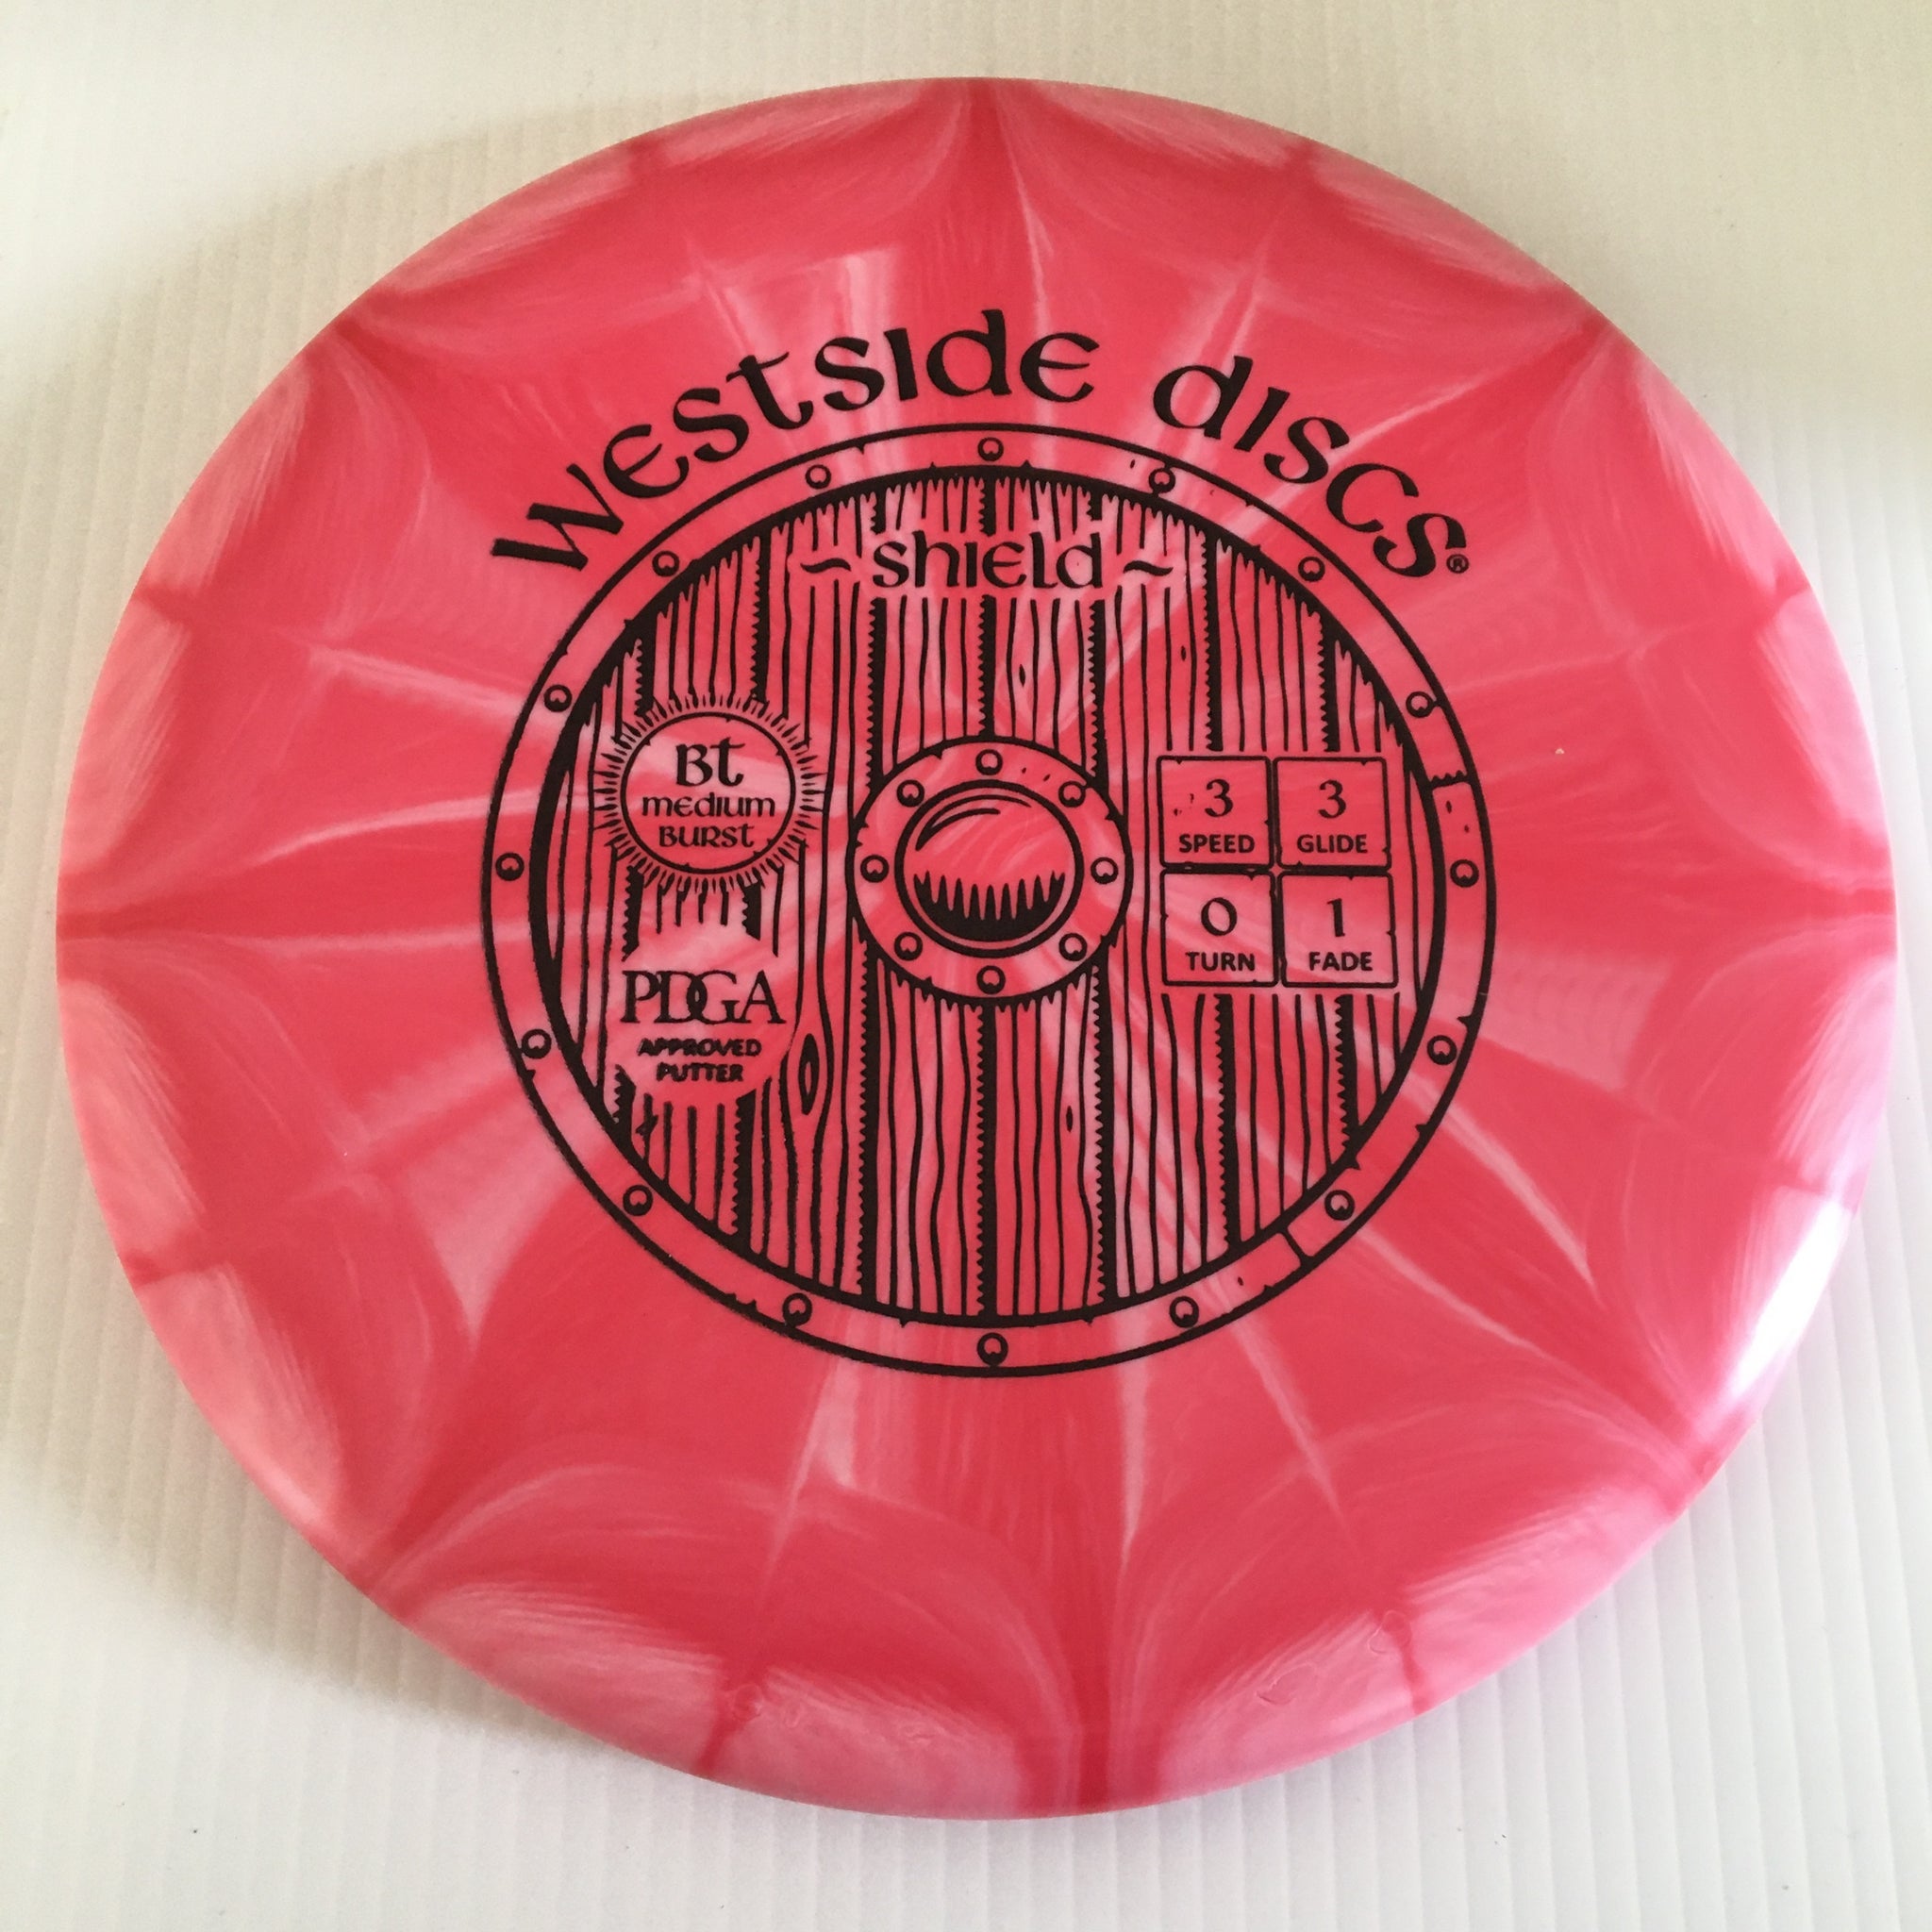 Westside Discs®
~ Shield ~
BT
Medium
Burst
3 3
SPEED GLIDE
0 1
TURN FADE
PDGA
APPROVED
PUTTER